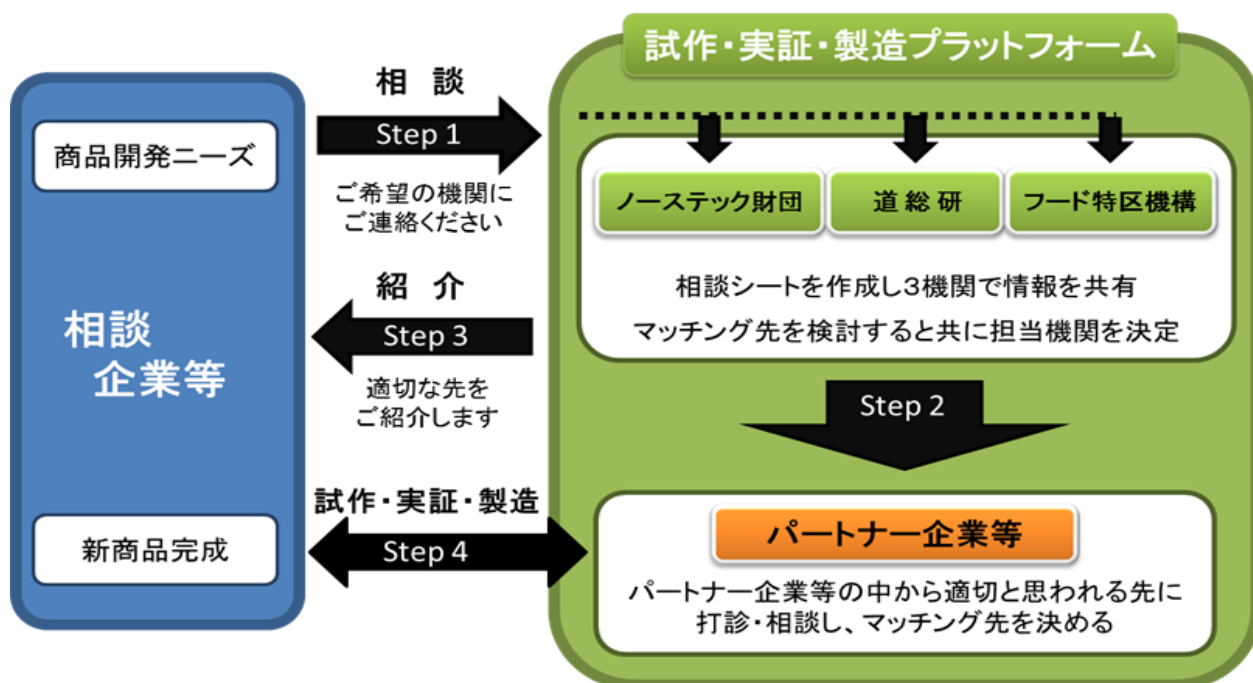 試作・実証・製造プラットフォーム
商品開発ニーズ
相談
企業等
新商品完成
相　談
Step 1
ご希望の機関に
ご連絡ください
紹　介
Step 3
適切な先を
ご紹介します
試作・実証・製造
Step 4
ノーステック財団
道総研
フード特区機構
相談シートを作成し３機関で情報を共有
マッチング先を検討すると共に担当機関を決定
Step 2
パートナー企業等
パートナー企業等の中から適切と思われる先に
打診・相談し、マッチング先を決める